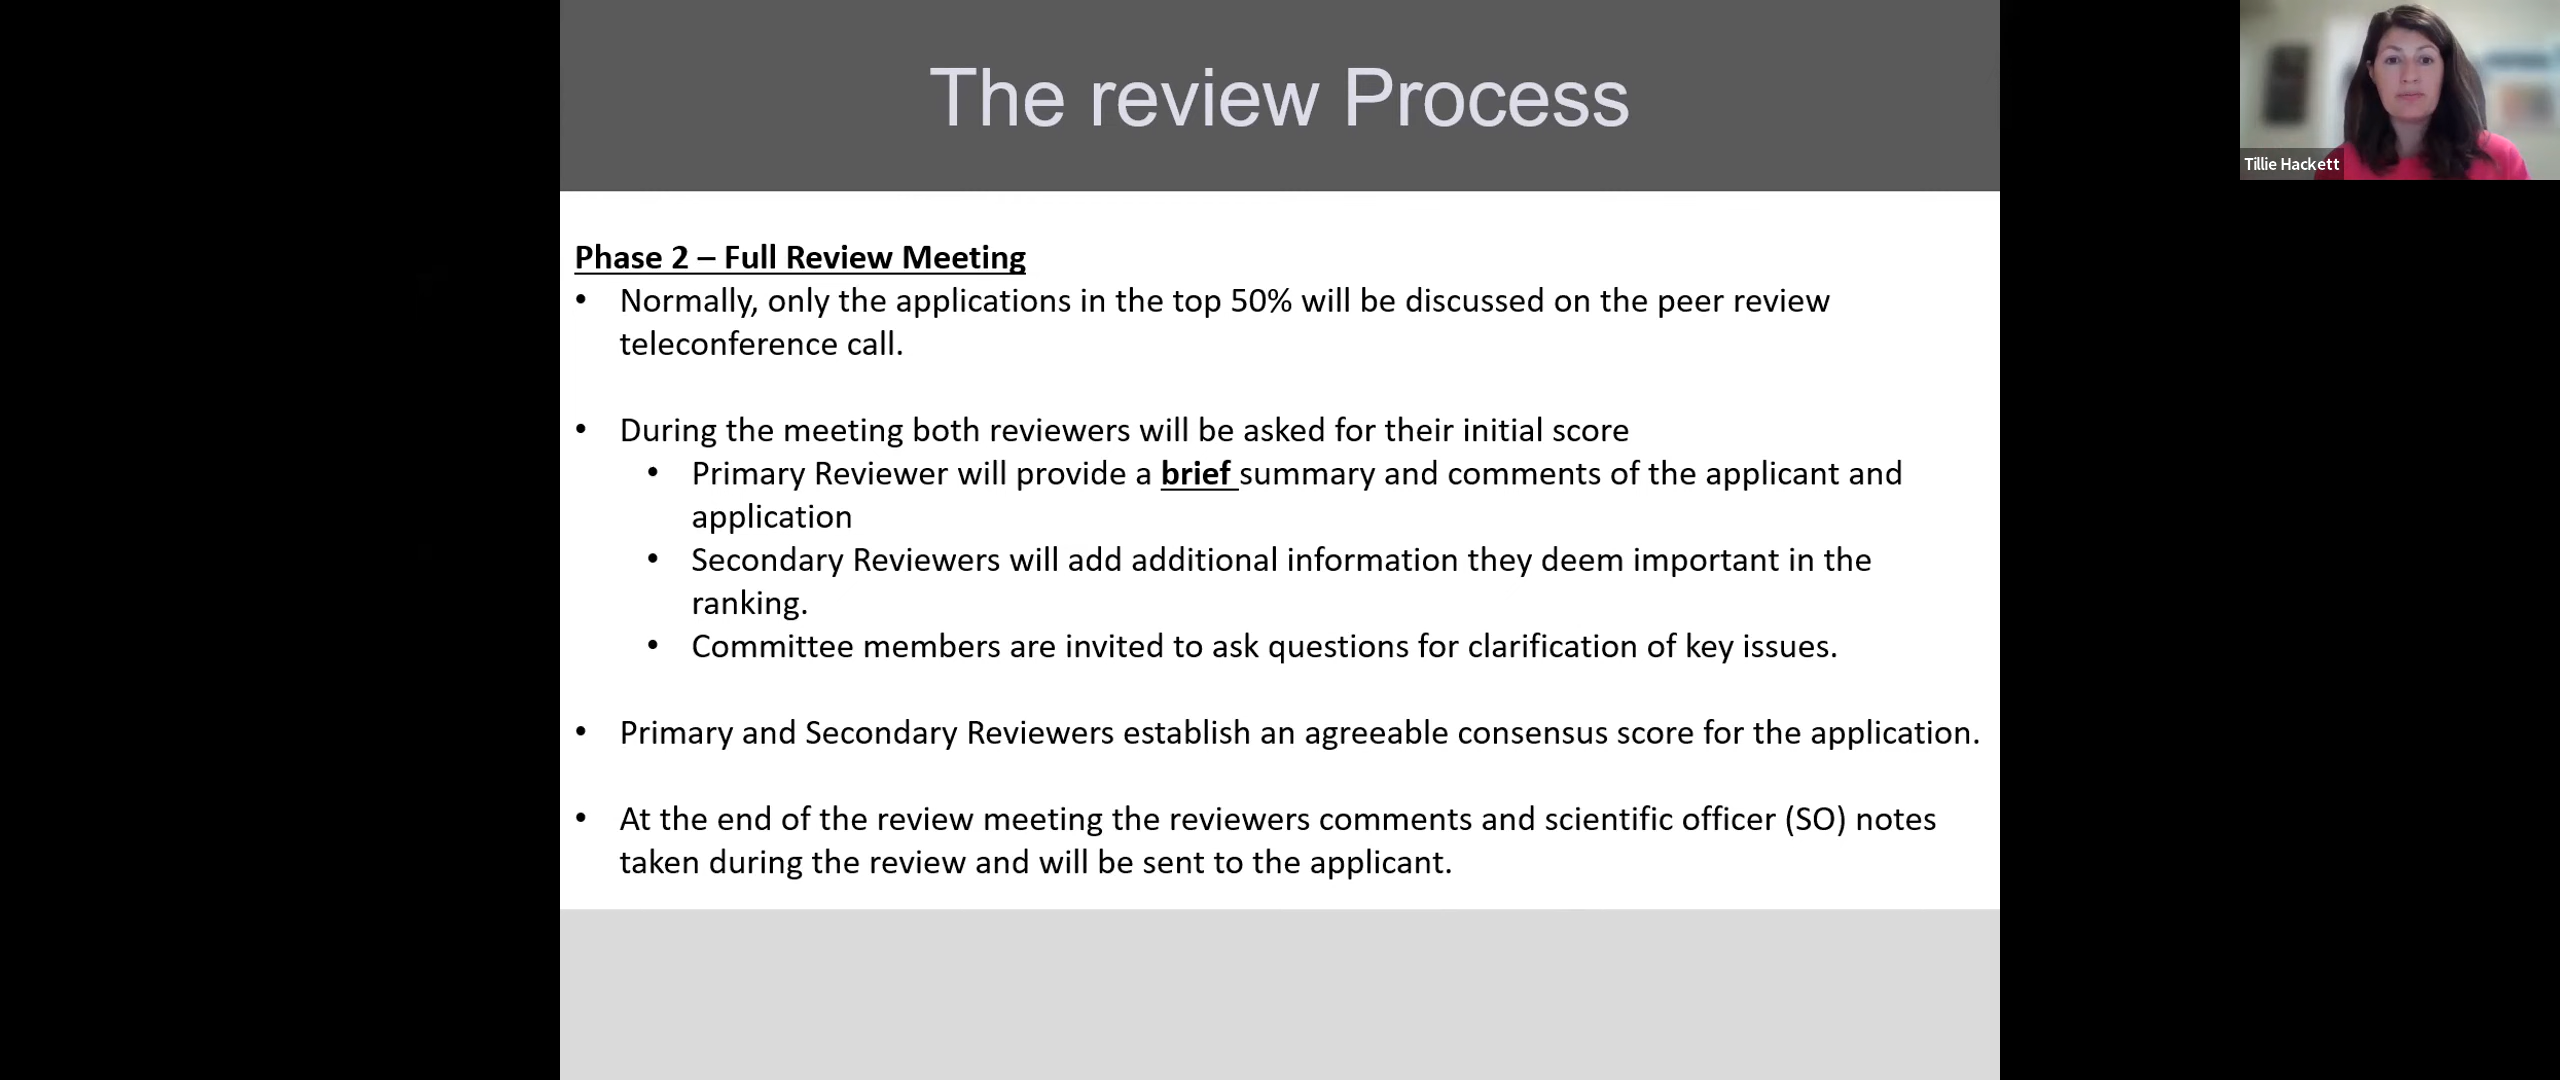 The review Process
Tillie Hackett
Phase 2 – Full Review Meeting
• Normally, only the applications in the top 50% will be discussed on the peer review
teleconference call.
• During the meeting both reviewers will be asked for their initial score
• Primary Reviewer will provide a brief summary and comments of the applicant and
application
• Secondary Reviewers will add additional information they deem important in the
ranking.
• Committee members are invited to ask questions for clarification of key issues.
• Primary and Secondary Reviewers establish an agreeable consensus score for the application.
• At the end of the review meeting the reviewers comments and scientific officer (SO) notes
taken during the review and will be sent to the applicant.